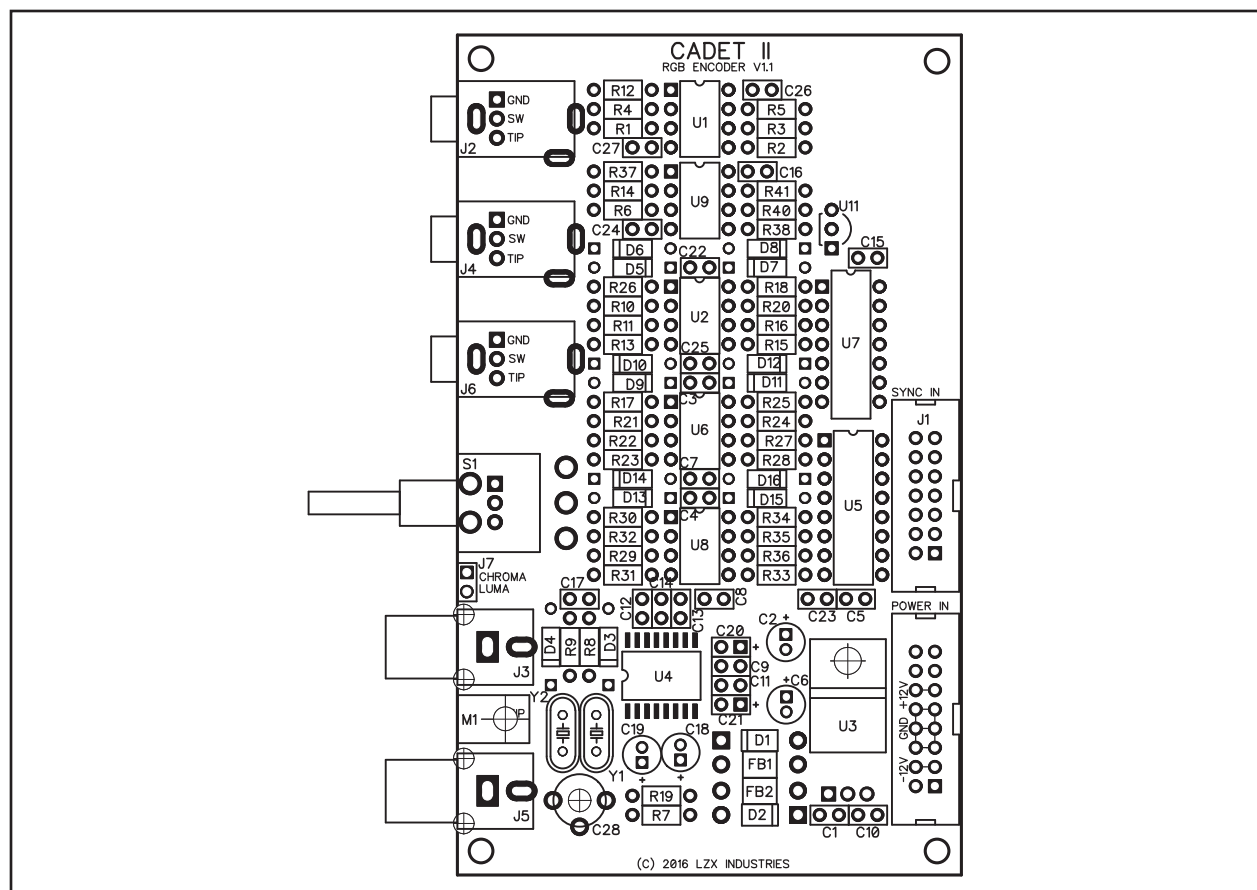 CADET II
RGB ENCODER V1.1
R12
R4
R1
C27
U1
C26
R5
R3
R2
GND
SW
TIP
J2
R37
R14
R6
C24
U9
C16
R41
R40
R38
U11
C15
GND
SW
TIP
J4
D6
D5
C22
D8
D7
R26
R10
R11
R13
U2
R18
R20
R16
R15
U7
GND
SW
TIP
J6
C25
D10
D9
D12
D11
C3
R17
R21
R22
R23
U6
R25
R24
R27
R28
SYNC IN
J1
S1
C7
D14
D13
D16
D15
C4
R30
R32
R29
R31
U8
R34
R35
R36
R33
U5
J7
CHROMA
LUMA
C17
C12
C14
C13
C8
C23
C5
POWER IN
D4
R9
R8
D3
U4
C20
+
C9
C11
+
C21
C2
+
+C6
U3
+12V
GND
-12V
J3
M1
Y2
Y1
C19
+
C18
+
D1
FB1
FB2
D2
J5
C28
R19
R7
C1
C10
(C) 2016 LZX INDUSTRIES